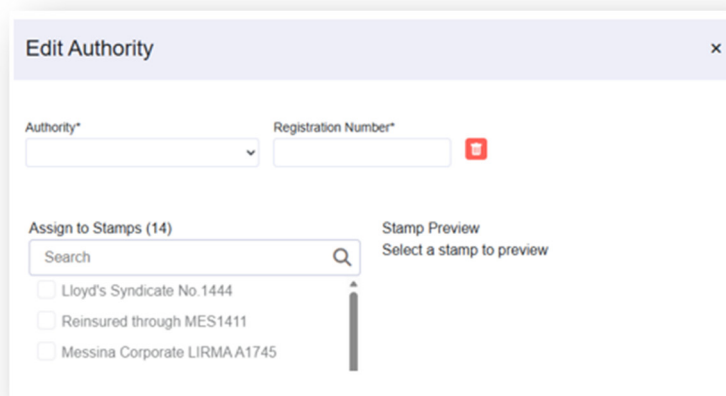 Edit Authority
×
Authority*
Registration Number*
Assign to Stamps (14)
Search
Lloyd's Syndicate No.1444
Reinsured through MES1411
Messina Corporate LIRMA A1745
Stamp Preview
Select a stamp to preview